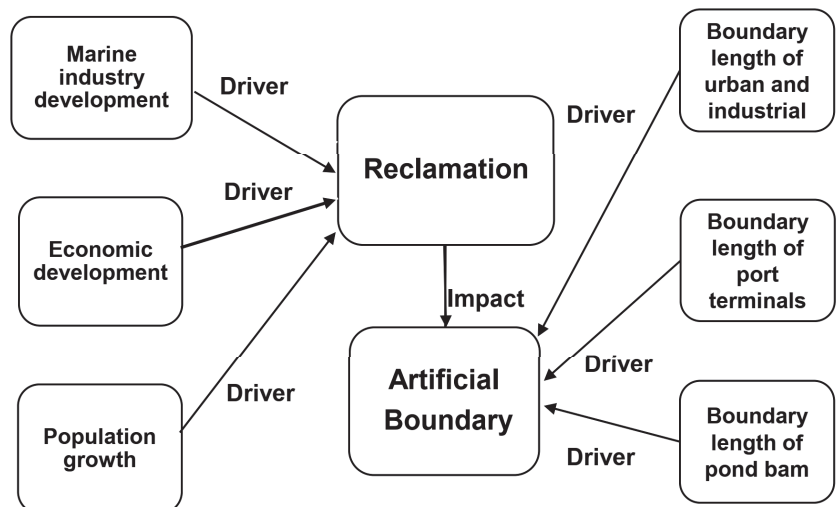 Marine
industry
development
Driver
Driver
Economic
development
Driver
Population
growth
Reclamation
Impact
Artificial
Boundary
Boundary
length of
urban and
industrial
Driver
Boundary
length of
port
terminals
Driver
Boundary
length of
pond bam
Driver